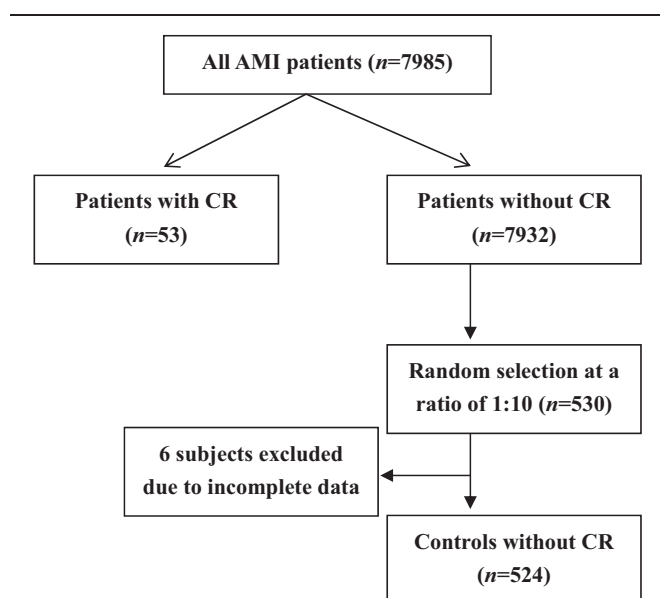 All AMI patients (n=7985)
Patients with CR
(n=53)
Patients without CR
(n=7932)
Random selection at a
ratio of 1:10 (n=530)
6 subjects excluded
due to incomplete data
Controls without CR
(n=524)